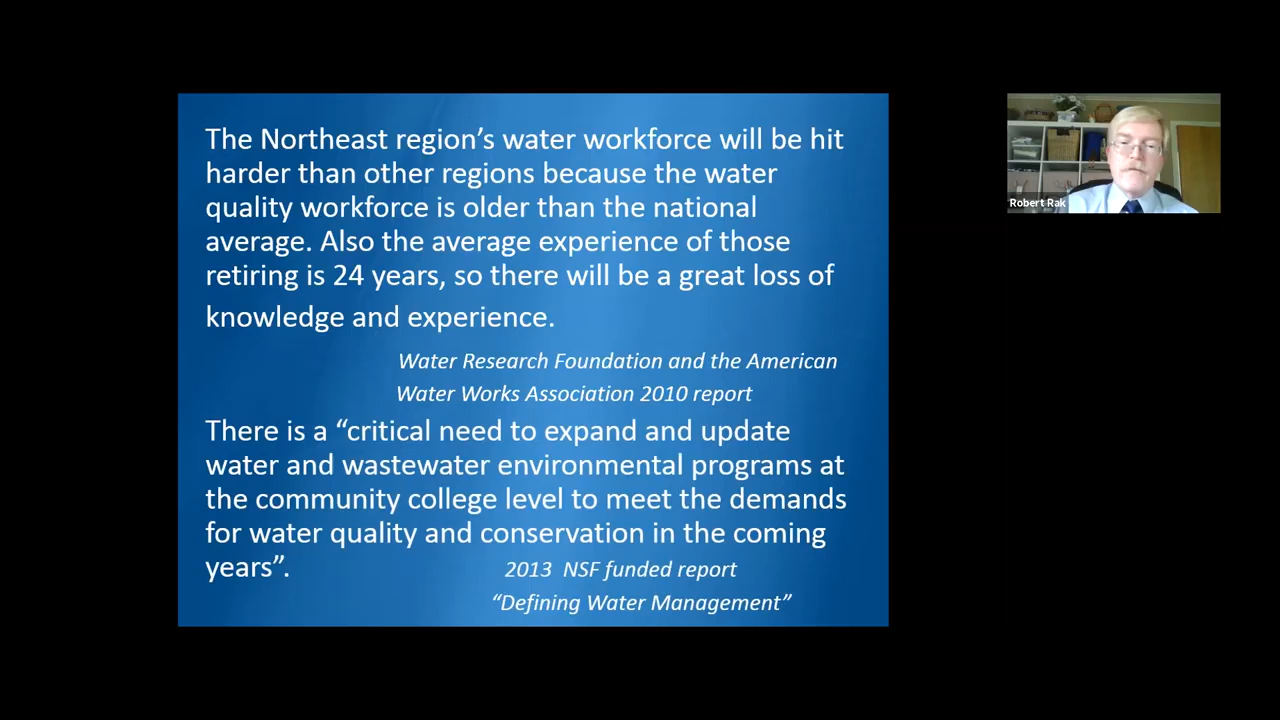 The Northeast region’s water workforce will be hit
harder than other regions because the water
quality workforce is older than the national
average. Also the average experience of those
retiring is 24 years, so there will be a great loss of
knowledge and experience.
Water Research Foundation and the American
Water Works Association 2010 report
There is a “critical need to expand and update
water and wastewater environmental programs at
the community college level to meet the demands
for water quality and conservation in the coming
years”.
2013  NSF funded report
“Defining Water Management”
Robert Rak